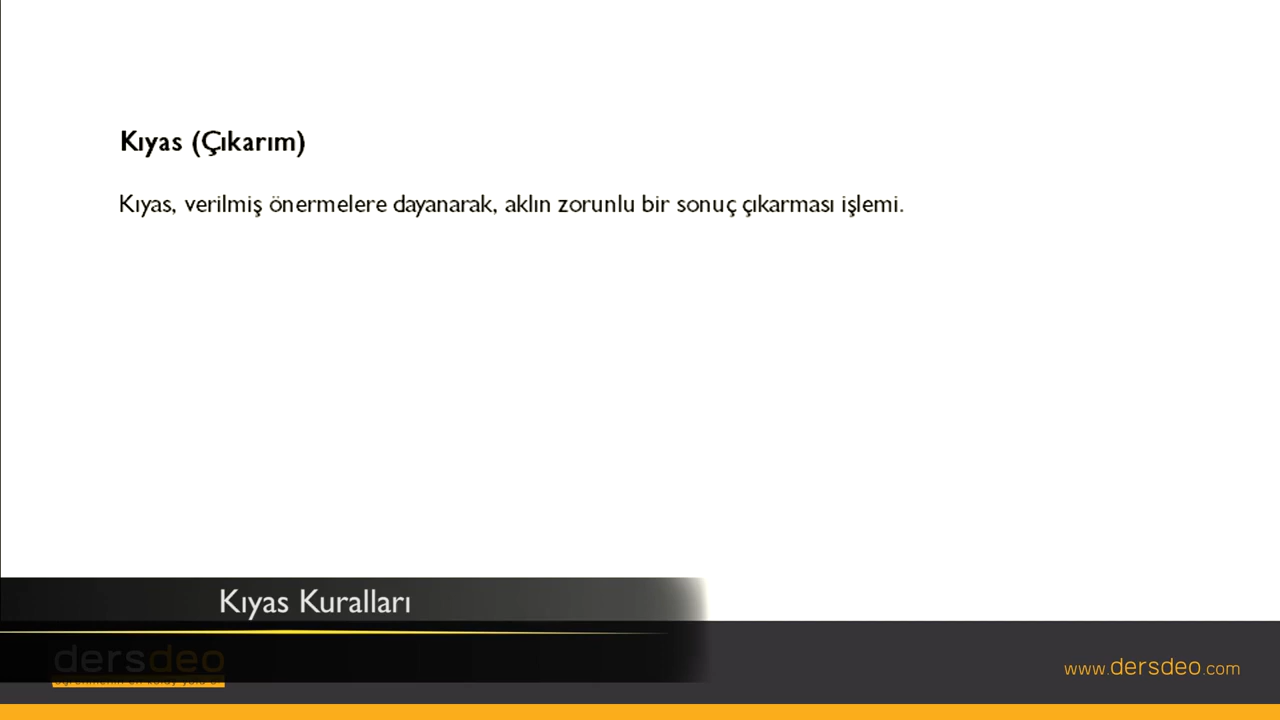 Kıyas (Çıkarım)
Kıyas, verilmiş önermelere dayanarak, aklın zorunlu bir sonuç çıkarması işlemi.
Kıyas Kuralları
dersdeo
www.dersdeo.com